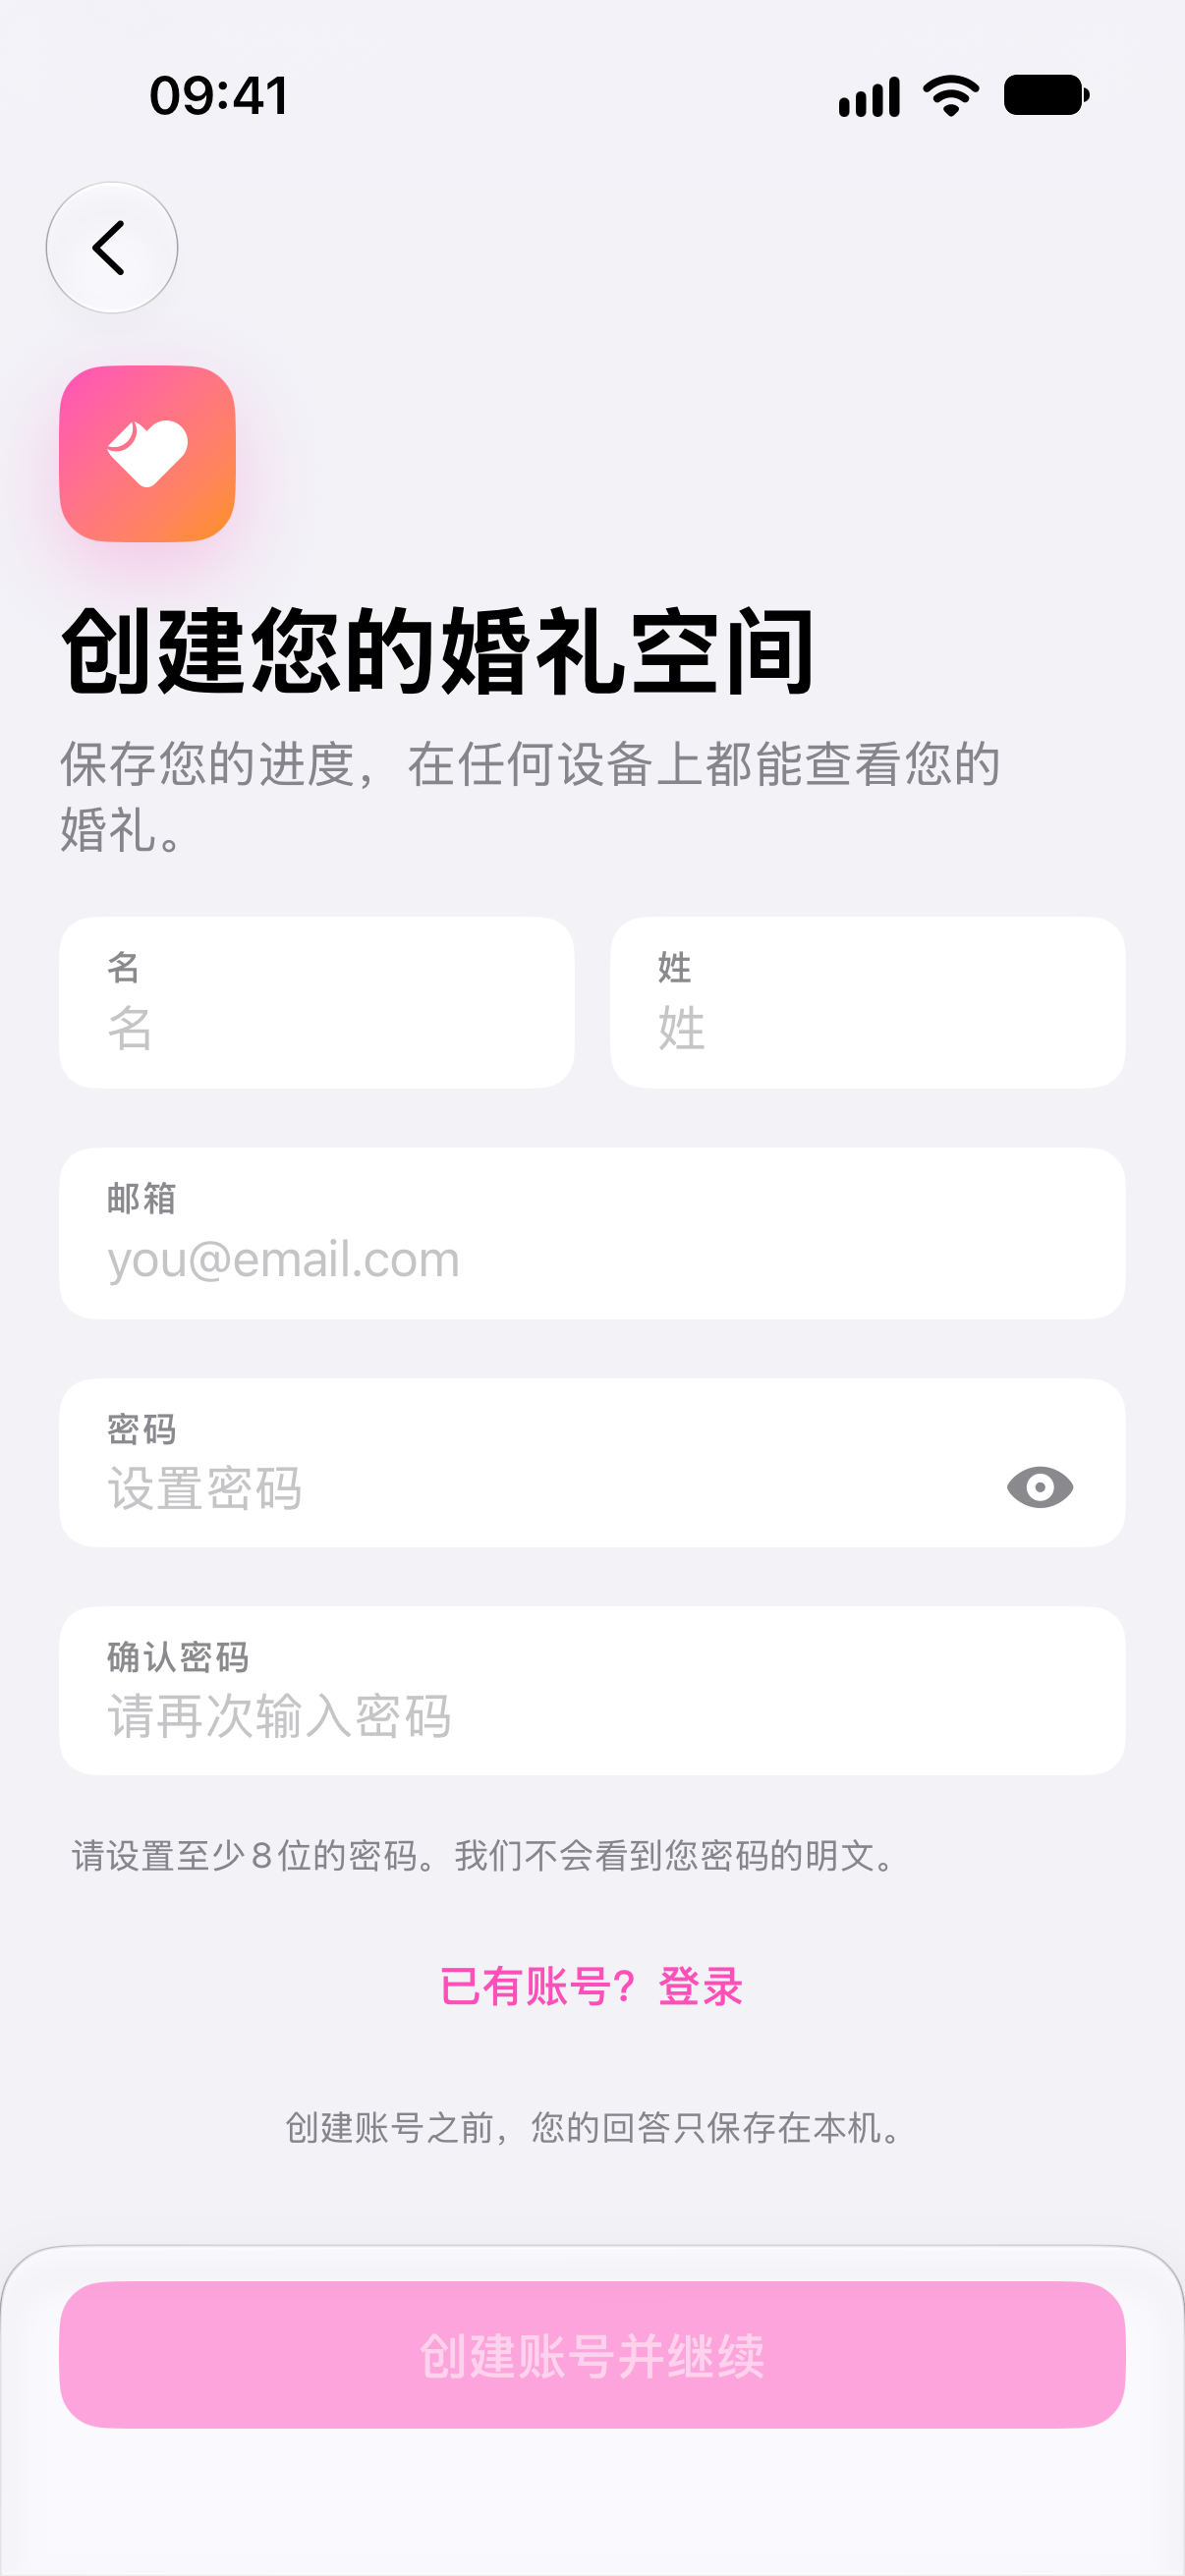 09:41
创建您的婚礼空间
保存您的进度，在任何设备上都能查看您的
婚礼。
名
名
姓
姓
邮箱
you@email.com
密码
设置密码
确认密码
请再次输入密码
请设置至少 8 位的密码。我们不会看到您密码的明文。
已有账号？登录
创建账号之前，您的回答只保存在本机。
创建账号并继续